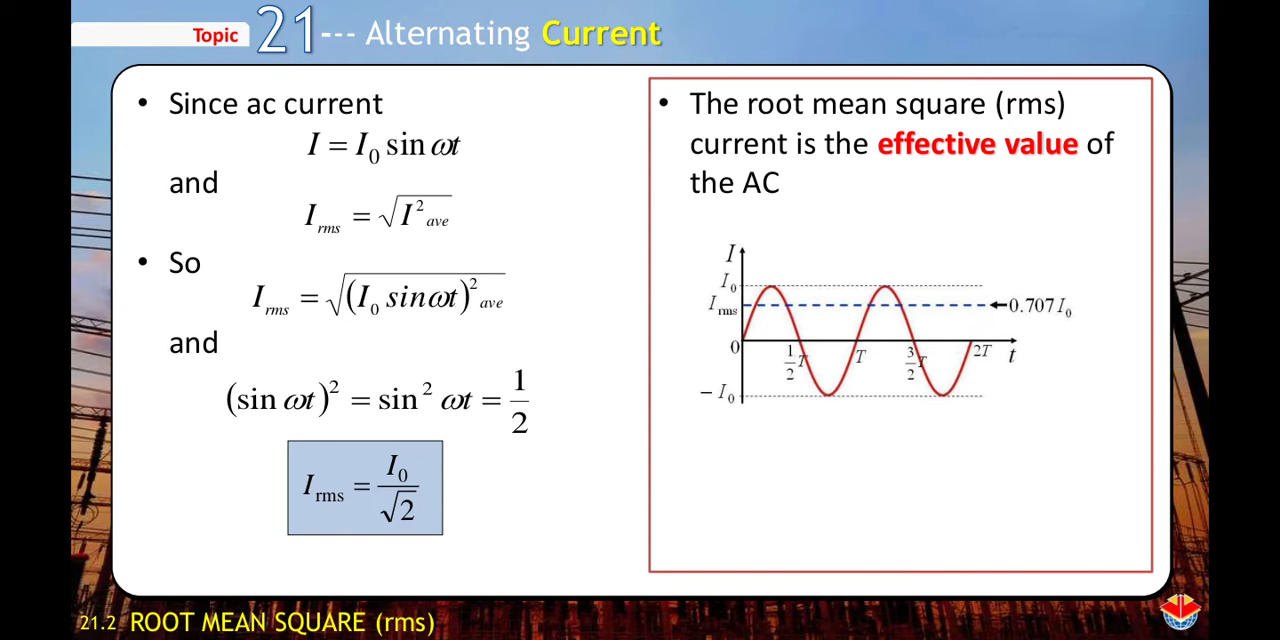 Topic 21 --- Alternating Current
• Since ac current
I = I₀ sin ωt
and
I_rms = √(I²_ave)
• So
I_rms = √((I₀ sinωt)²_ave)
and
(sin ωt)² = sin² ωt = 1/2
I_rms = I₀/√2
• The root mean square (rms)
current is the effective value of
the AC
I
I₀
I_rms
0.707 I₀
0
1/2 T
T
3/2 T
2T
t
− I₀
21.2 ROOT MEAN SQUARE (rms)